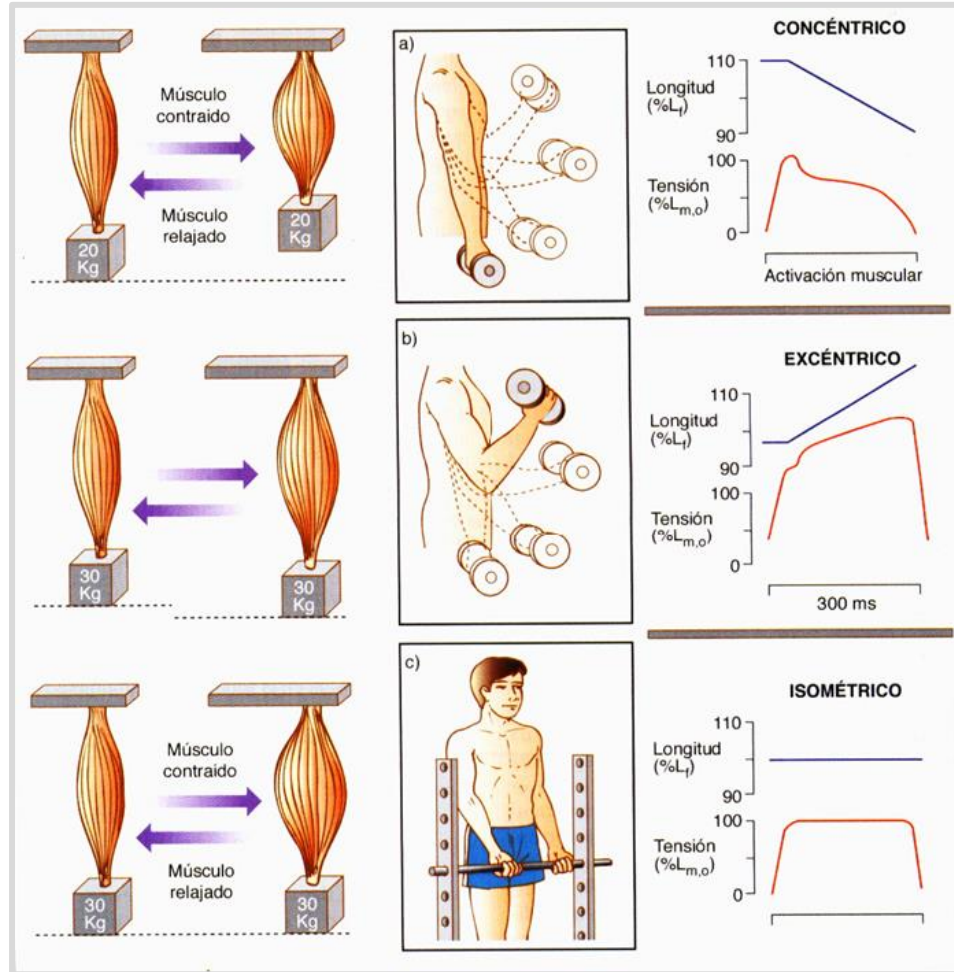 Músculo
contraido
Músculo
relajado
20
Kg
20
Kg
a)
CONCÉNTRICO
110
Longitud
(%Lf)
90
100
Tensión
(%Lm,o)
0
Activación muscular
30
Kg
30
Kg
b)
EXCÉNTRICO
110
Longitud
(%Lf)
90
100
Tensión
(%Lm,o)
0
300 ms
Músculo
contraido
Músculo
relajado
30
Kg
30
Kg
c)
ISOMÉTRICO
110
Longitud
(%Lf)
90
100
Tensión
(%Lm,o)
0